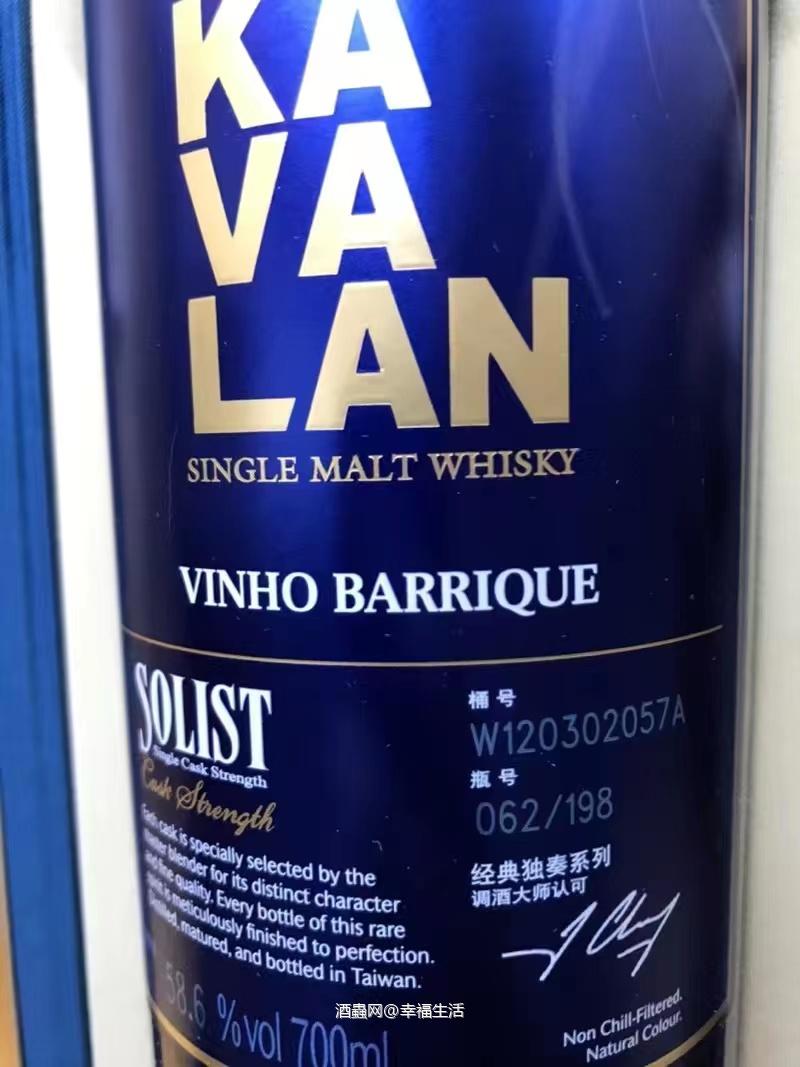 KA
VA
LAN
SINGLE MALT WHISKY
VINHO BARRIQUE
SOLIST
Single Cask Strength
Cask Strength
Each cask is specially selected by the
master blender for its distinct character
and fine quality. Every bottle of this rare
spirit is meticulously finished to perfection.
Distilled, matured, and bottled in Taiwan.
58.6 %vol 700ml
桶号
W120302057A
瓶号
062/198
经典独奏系列
调酒大师认可
Non Chill-Filtered.
Natural Colour.
酒蟲网@幸福生活